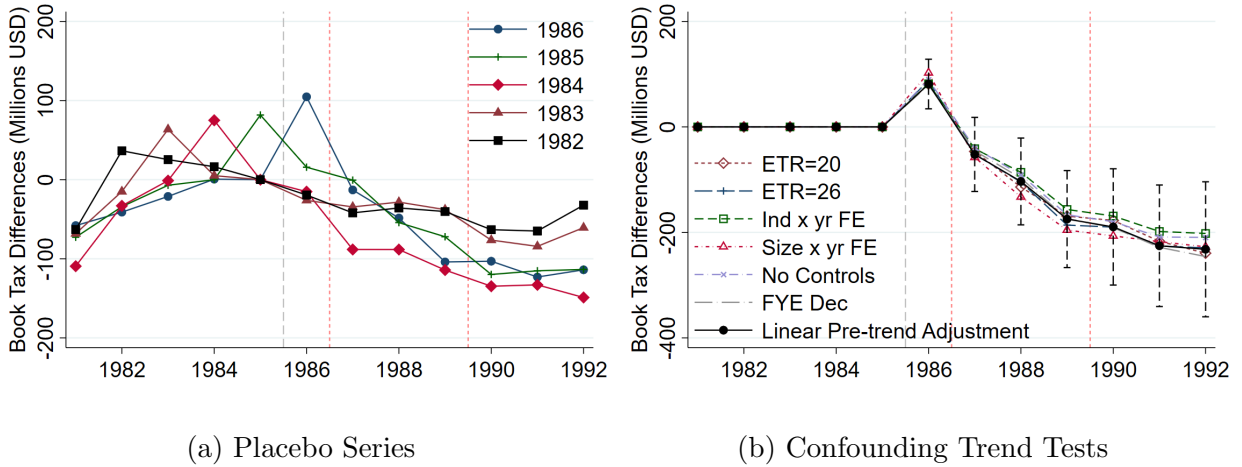 Book Tax Differences (Millions USD)
200
100
0
-100
-200
1982 1984 1986 1988 1990 1992
1986
1985
1984
1983
1982
(a) Placebo Series
Book Tax Differences (Millions USD)
200
0
-200
-400
1982 1984 1986 1988 1990 1992
ETR=20
ETR=26
Ind x yr FE
Size x yr FE
No Controls
FYE Dec
Linear Pre-trend Adjustment
(b) Confounding Trend Tests